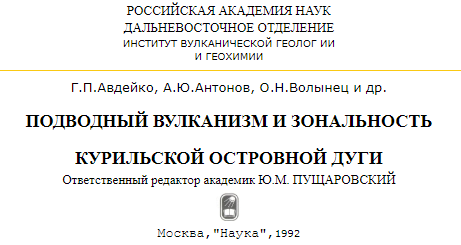 РОССИЙСКАЯ АКАДЕМИЯ НАУК
ДАЛЬНЕВОСТОЧНОЕ ОТДЕЛЕНИЕ
ИНСТИТУТ ВУЛКАНИЧЕСКОЙ ГЕОЛОГ ИИ
И ГЕОХИМИИ
Г.П.Авдейко, А.Ю.Антонов, О.Н.Волынец и др.
ПОДВОДНЫЙ ВУЛКАНИЗМ И ЗОНАЛЬНОСТЬ
КУРИЛЬСКОЙ ОСТРОВНОЙ ДУГИ
Ответственный редактор академик Ю.М. ПУЩАРОВСКИЙ
Москва,"Наука",1992